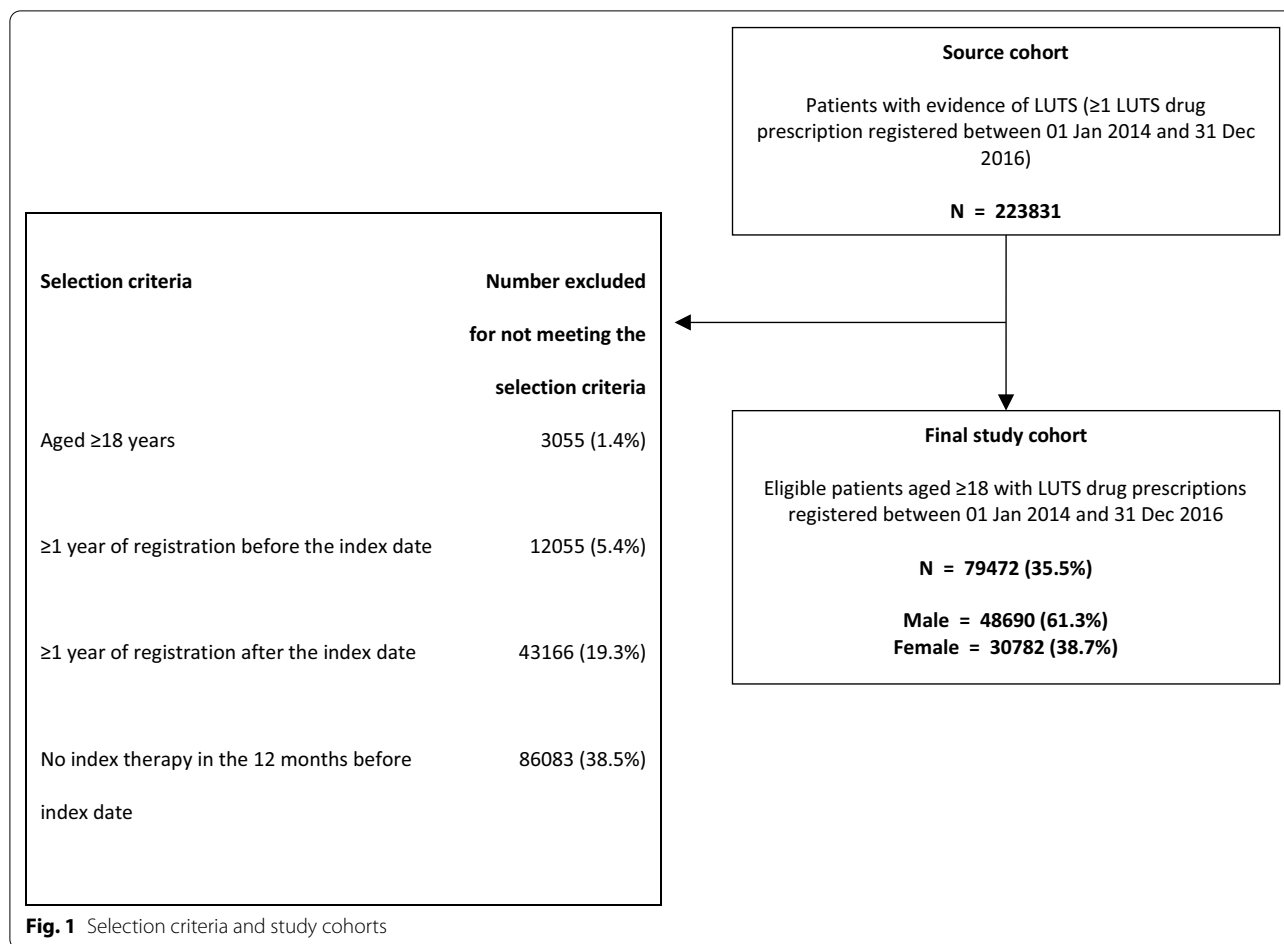 Source cohort
Patients with evidence of LUTS (≥1 LUTS drug
prescription registered between 01 Jan 2014 and 31 Dec
2016)
N = 223831
Selection criteria
Number excluded
for not meeting the
selection criteria
Aged ≥18 years 3055 (1.4%)
≥1 year of registration before the index date 12055 (5.4%)
≥1 year of registration after the index date 43166 (19.3%)
No index therapy in the 12 months before 86083 (38.5%)
index date
Final study cohort
Eligible patients aged ≥18 with LUTS drug prescriptions
registered between 01 Jan 2014 and 31 Dec 2016
N = 79472 (35.5%)
Male = 48690 (61.3%)
Female = 30782 (38.7%)
Fig. 1 Selection criteria and study cohorts